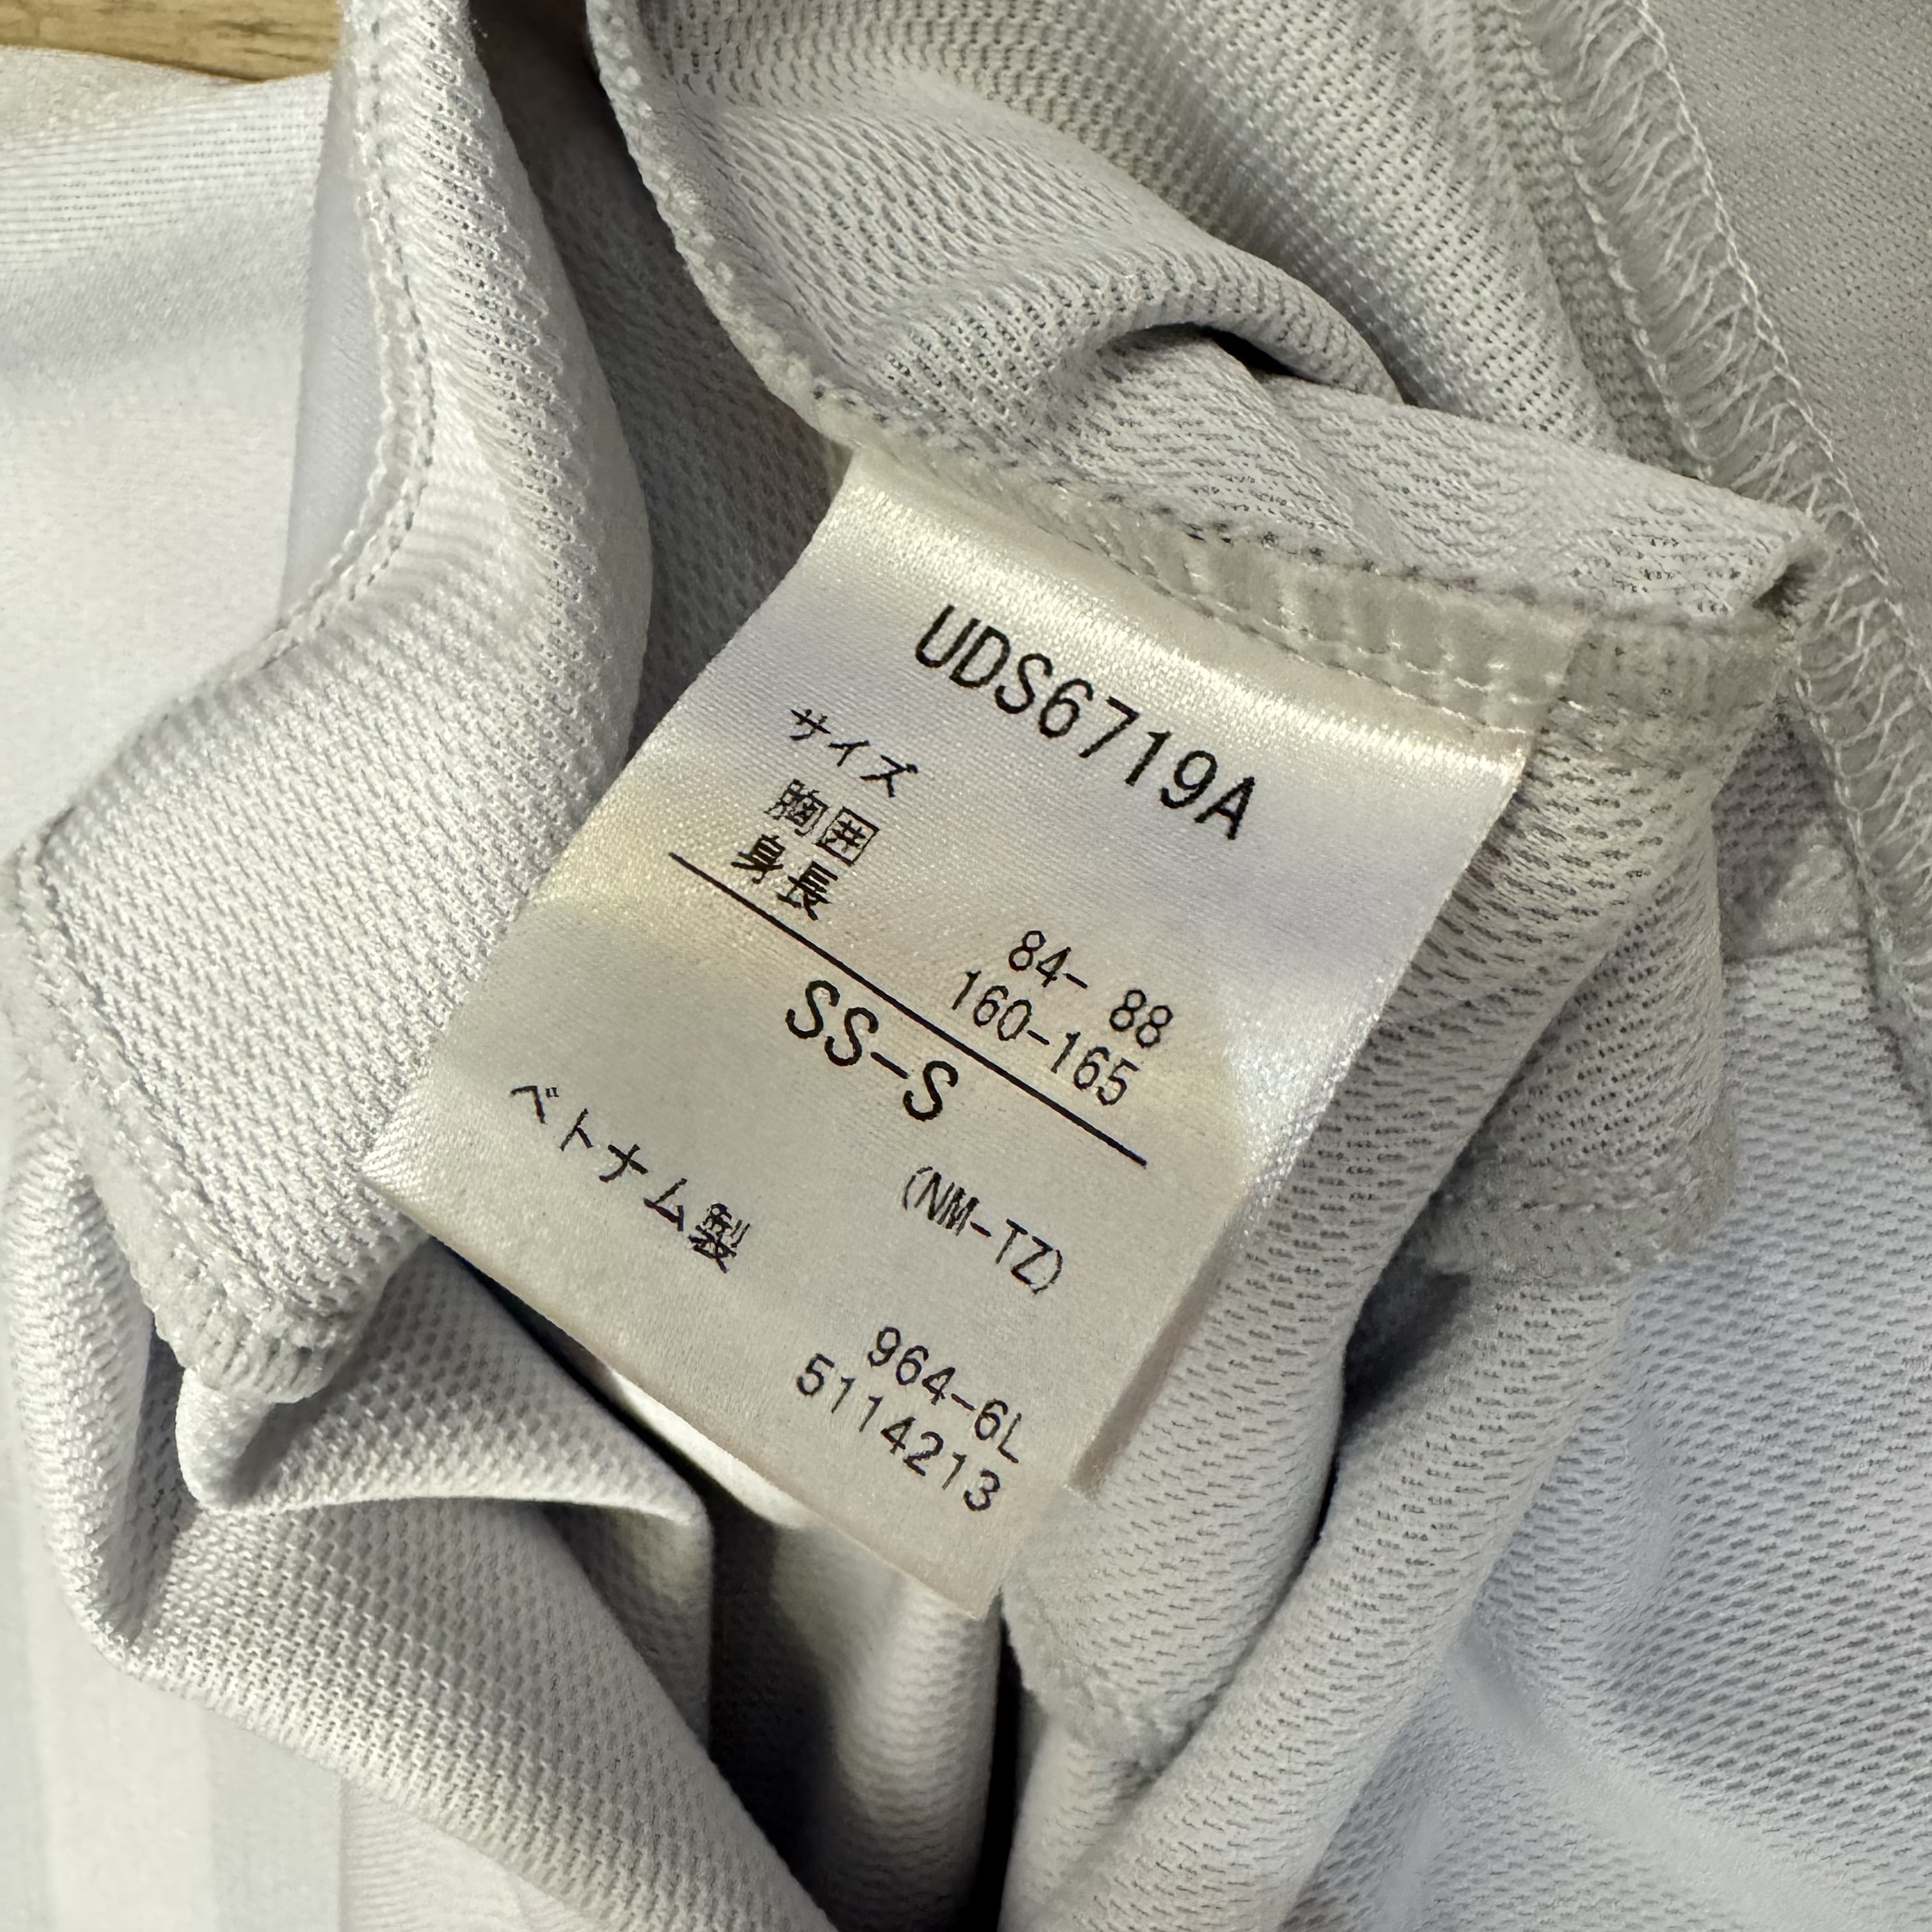 UDS6719A
サイズ
胸囲 84- 88
身長 160-165
SS-S
(NM-TZ)
ベトナム製
964-6L
5114213